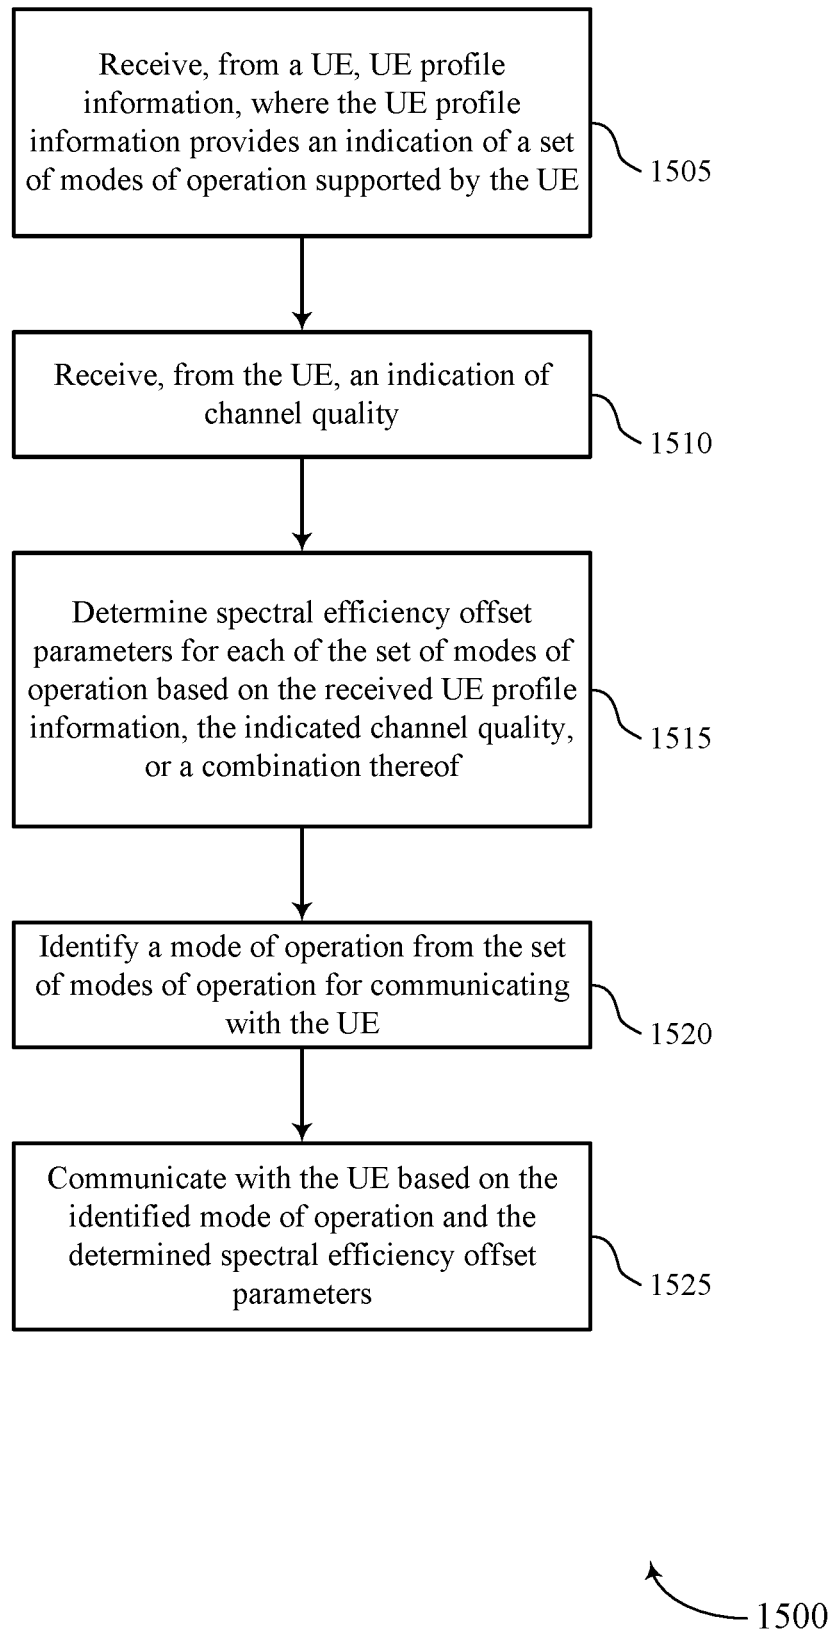 Receive, from a UE, UE profile
information, where the UE profile
information provides an indication of a set
of modes of operation supported by the UE
1505
Receive, from the UE, an indication of
channel quality
1510
Determine spectral efficiency offset
parameters for each of the set of modes of
operation based on the received UE profile
information, the indicated channel quality,
or a combination thereof
1515
Identify a mode of operation from the set
of modes of operation for communicating
with the UE
1520
Communicate with the UE based on the
identified mode of operation and the
determined spectral efficiency offset
parameters
1525
1500